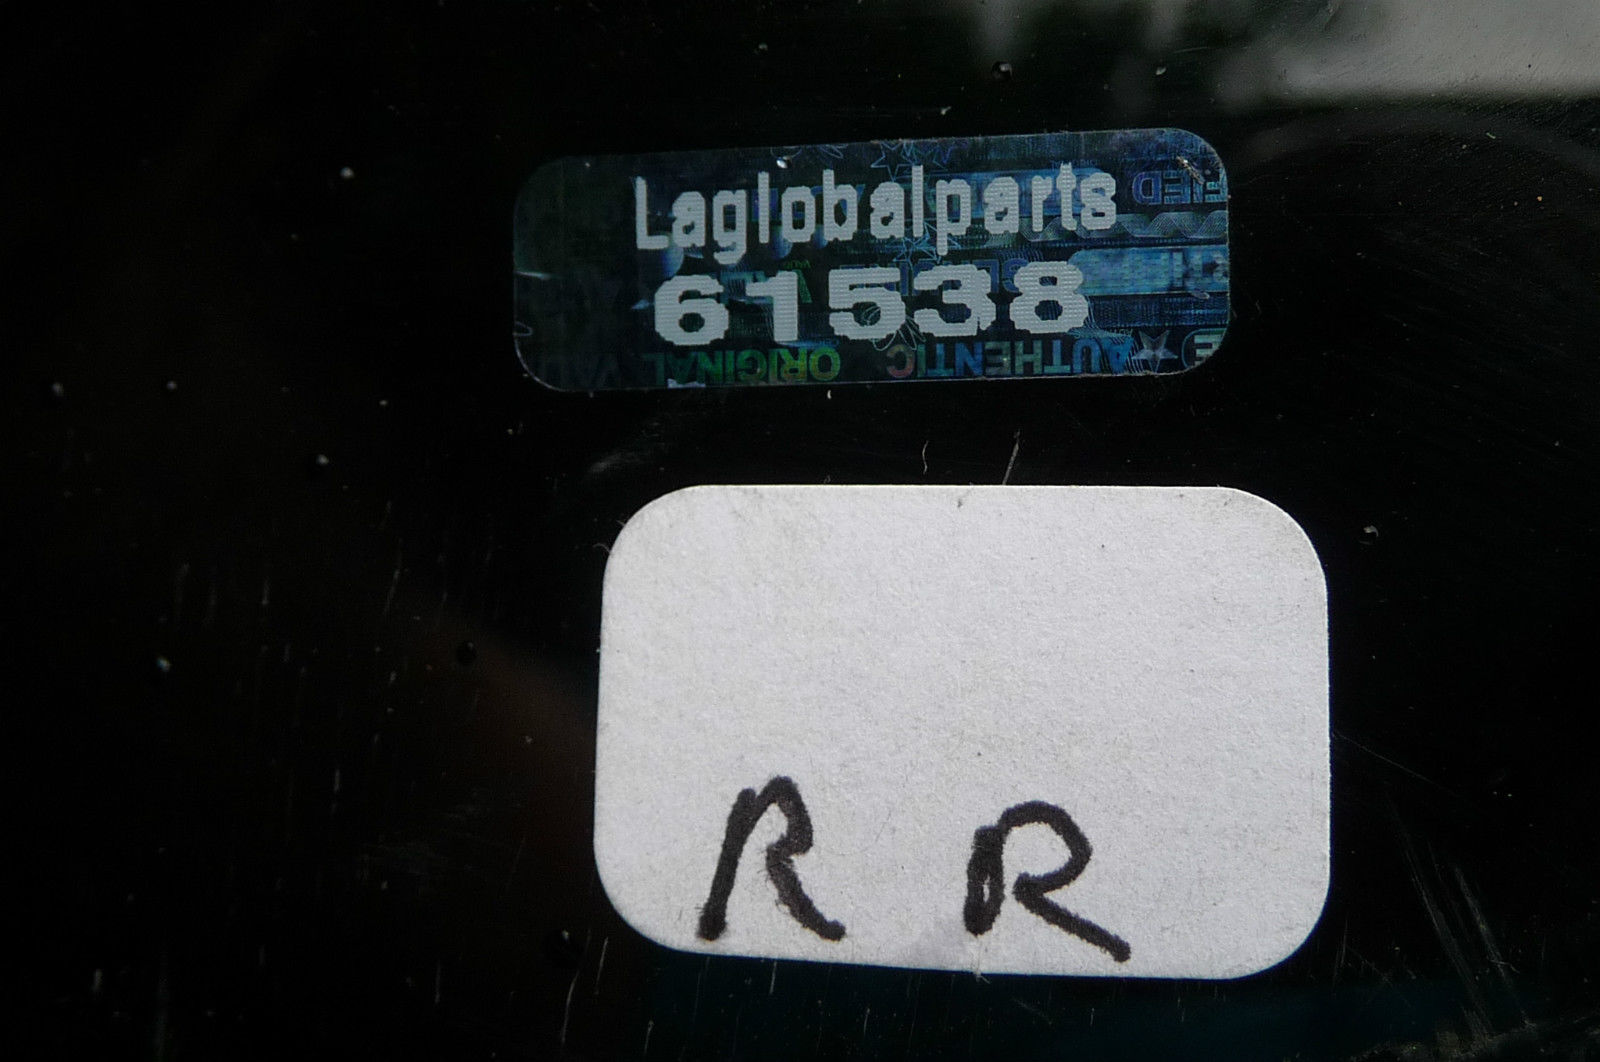 Laglobalparts
61538
ORIGINAL
AUTHENTIC
R R